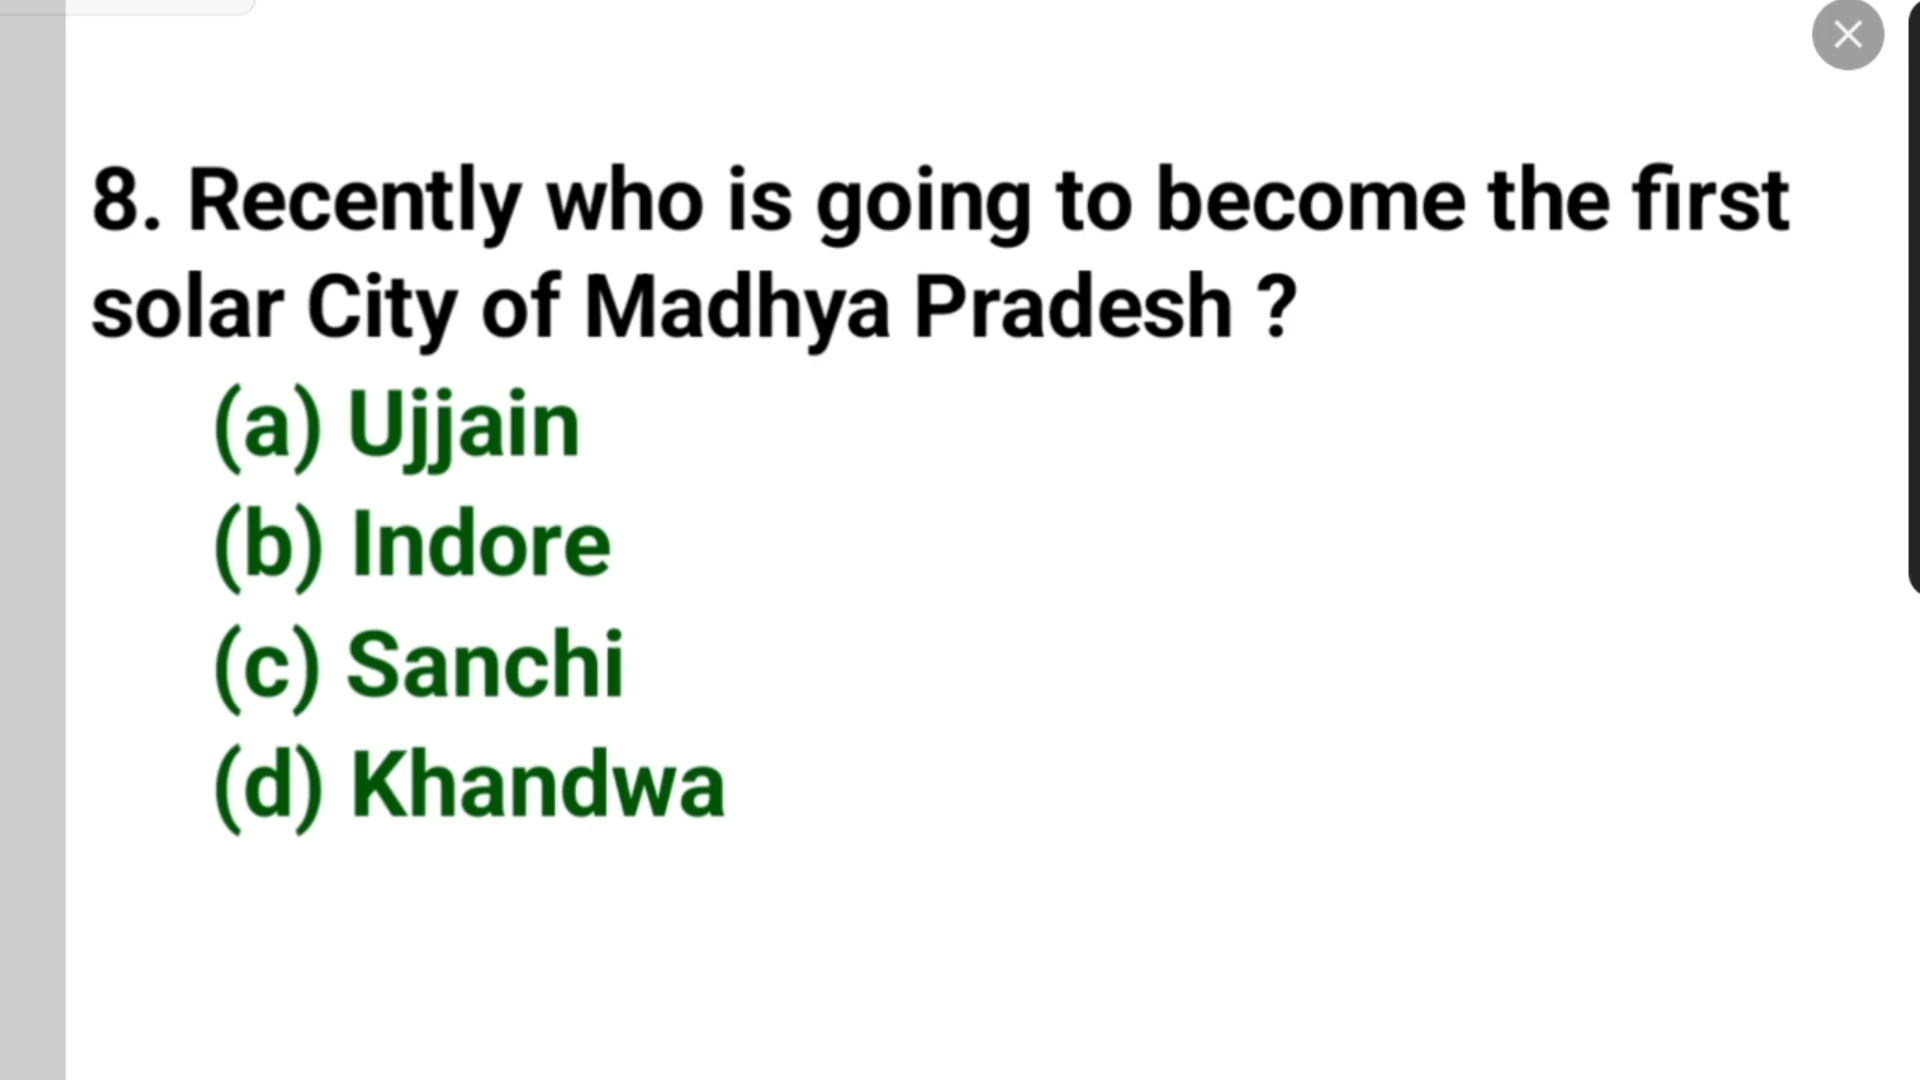 8. Recently who is going to become the first
solar City of Madhya Pradesh ?
(a) Ujjain
(b) Indore
(c) Sanchi
(d) Khandwa